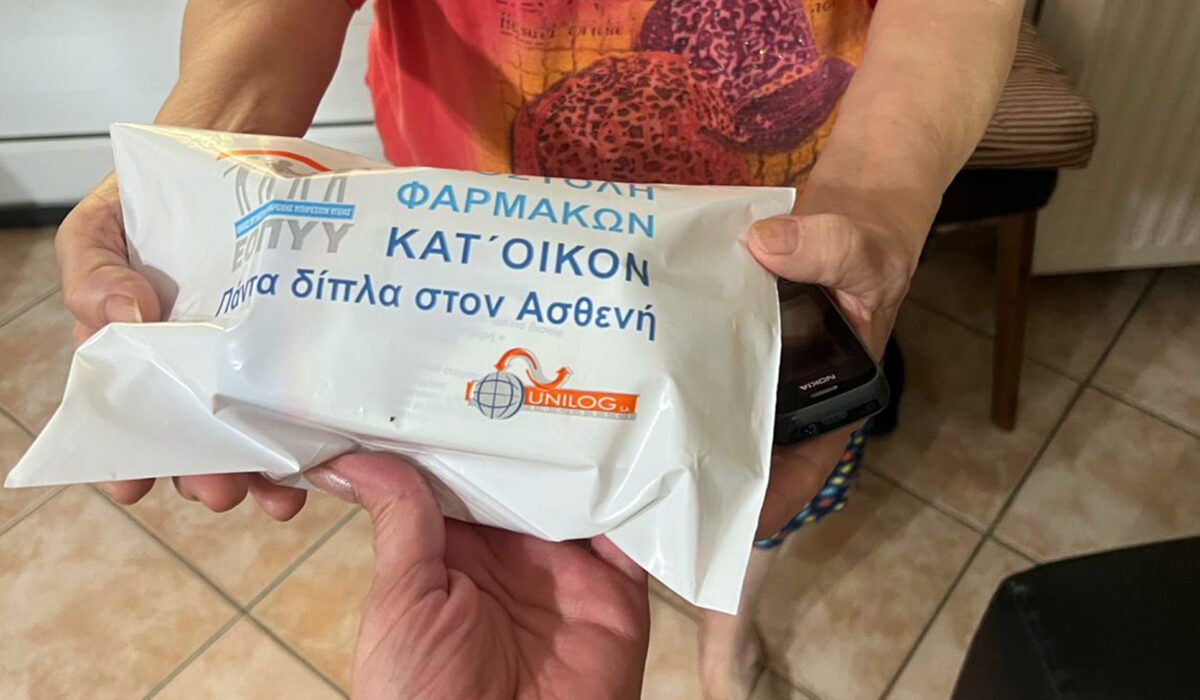 ΦΑΡΜΑΚΩΝ
ΚΑΤ΄ΟΙΚΟΝ
Πάντα δίπλα στον Ασθενή
ΕΟΠΥΥ
UNILOG S.A.
NOKIA